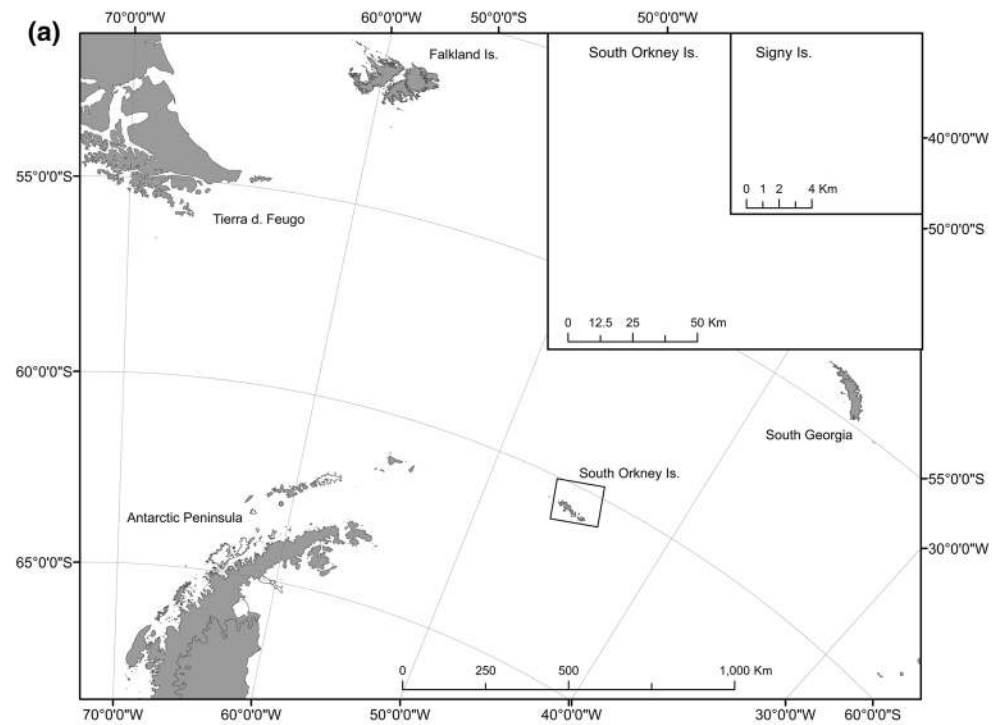 (a)
70°0'0"W
60°0'0"W
50°0'0"S
50°0'0"W
Falkland Is.
South Orkney Is.
Signy Is.
40°0'0"W
55°0'0"S
0 1 2 4 Km
Tierra d. Feugo
50°0'0"S
0 12.5 25 50 Km
60°0'0"S
South Georgia
South Orkney Is.
55°0'0"S
Antarctic Peninsula
30°0'0"W
65°0'0"S
0 250 500 1,000 Km
70°0'0"W
60°0'0"W
50°0'0"W
40°0'0"W
30°0'0"W
60°0'0"S